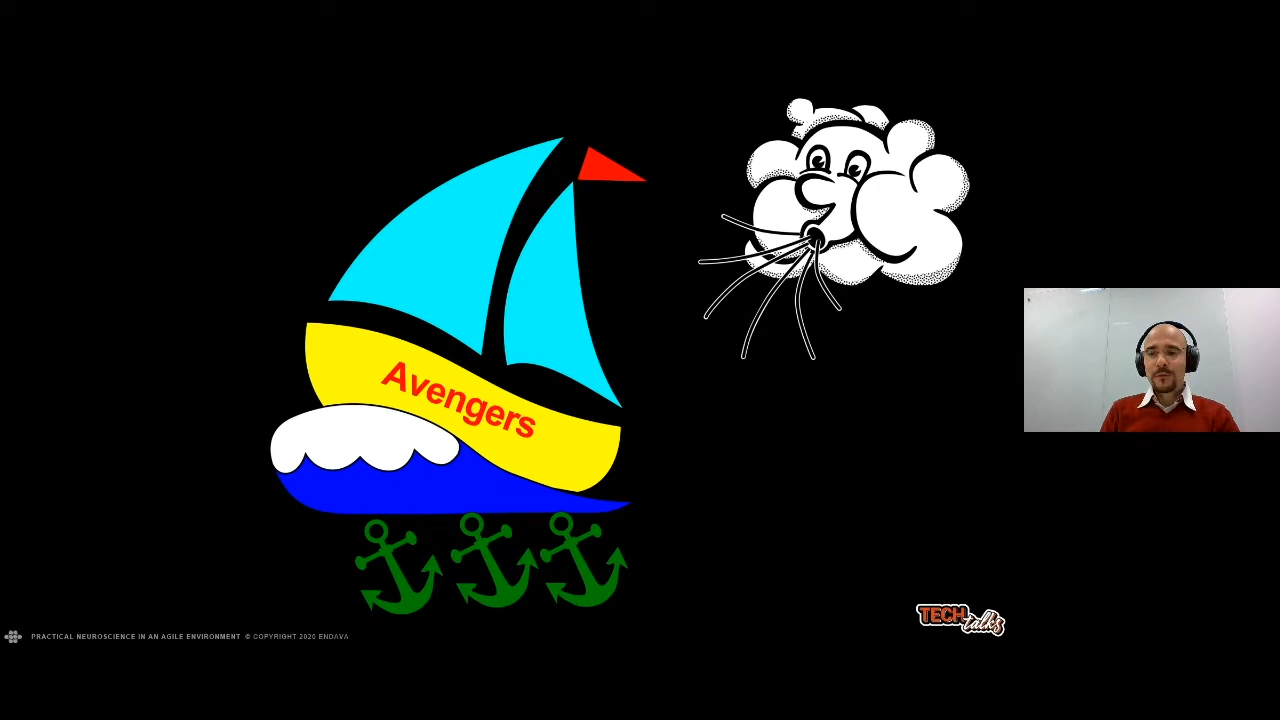 Avengers
PRACTICAL NEUROSCIENCE IN AN AGILE ENVIRONMENT © COPYRIGHT 2020 ENDAVA
TECH
talks